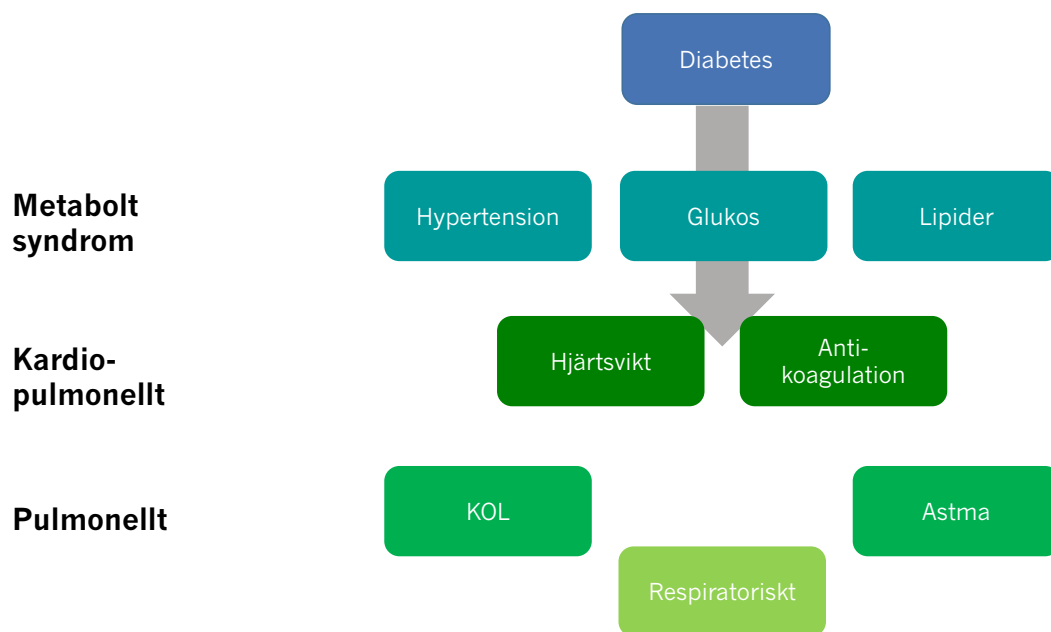 Diabetes
Metabolt
syndrom
Hypertension
Glukos
Lipider
Kardio-
pulmonellt
Hjärtsvikt
Anti-
koagulation
Pulmonellt
KOL
Astma
Respiratoriskt